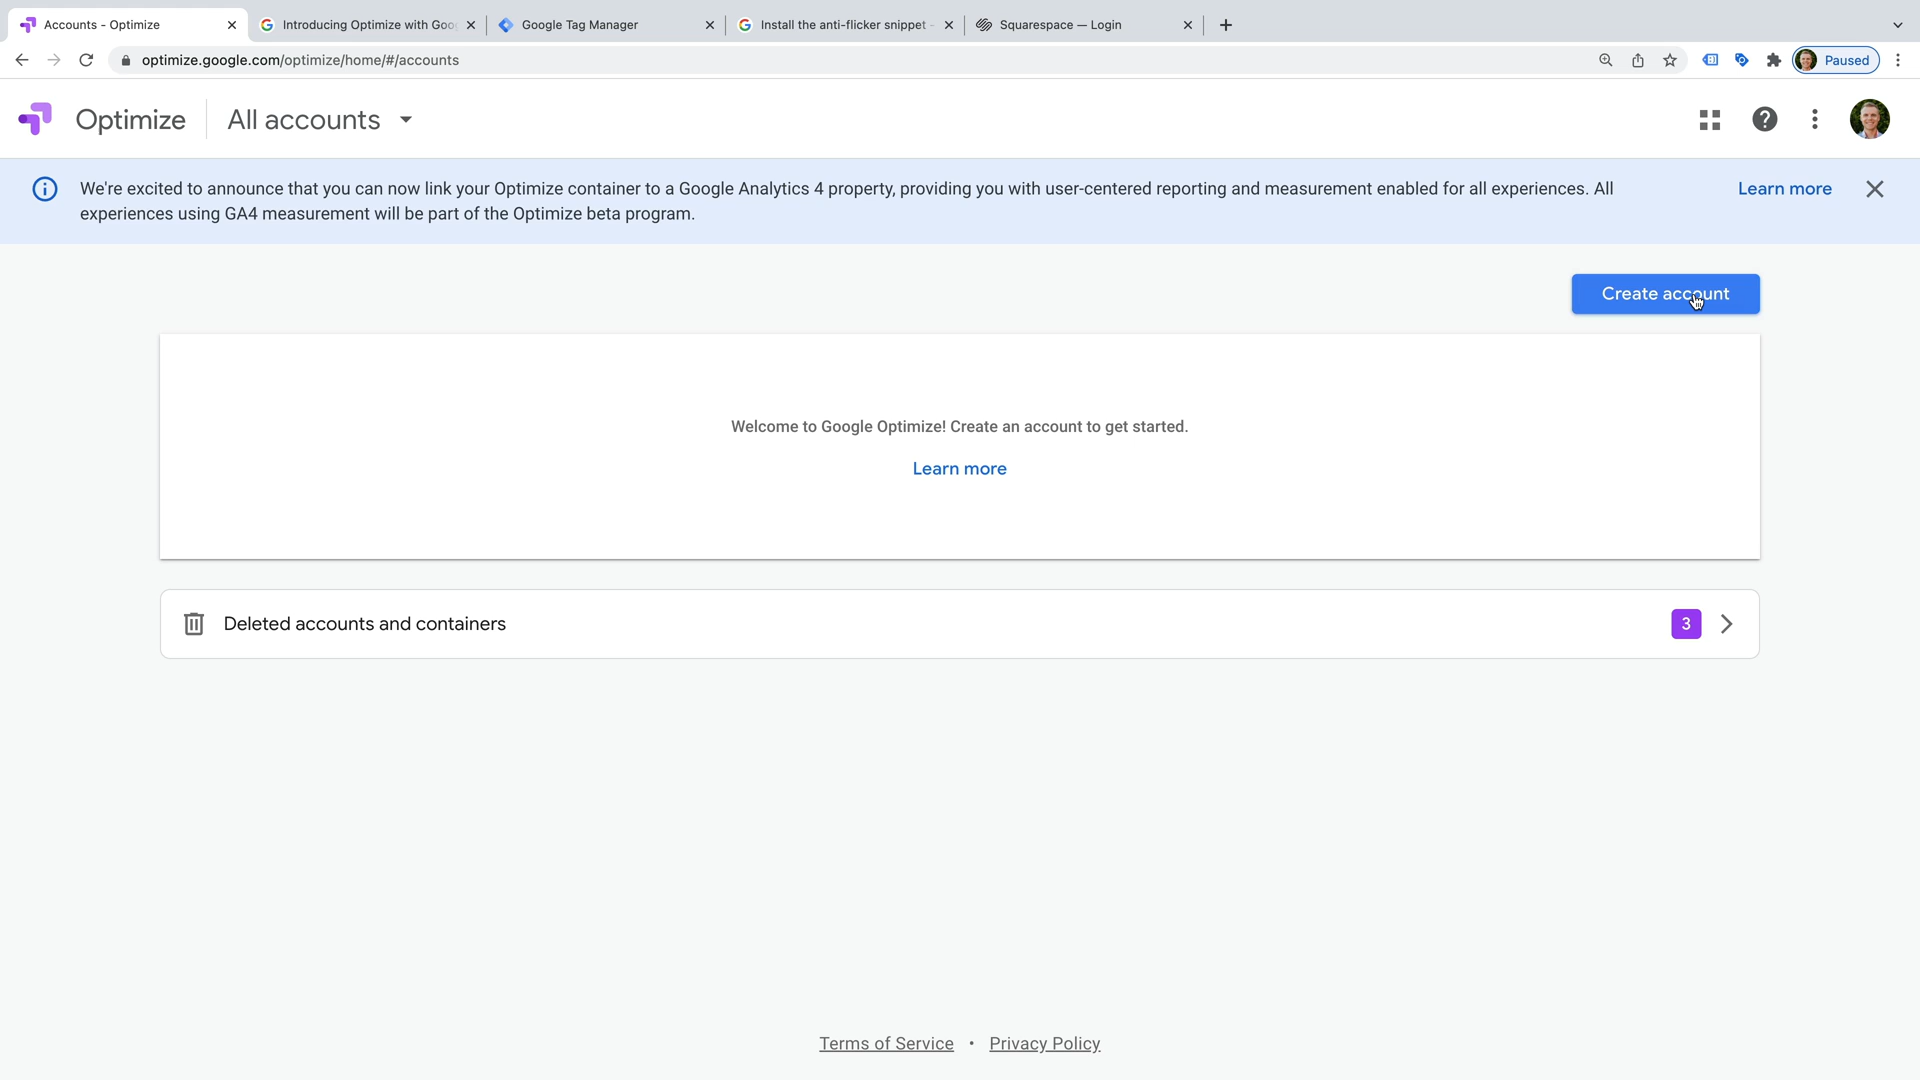 Accounts - Optimize
Introducing Optimize with Goo
Google Tag Manager
Install the anti-flicker snippet -
Squarespace — Login
optimize.google.com/optimize/home/#/accounts
Paused
Optimize
All accounts
We're excited to announce that you can now link your Optimize container to a Google Analytics 4 property, providing you with user-centered reporting and measurement enabled for all experiences. All
experiences using GA4 measurement will be part of the Optimize beta program.
Learn more
Create account
Welcome to Google Optimize! Create an account to get started.
Learn more
Deleted accounts and containers
3
Terms of Service • Privacy Policy